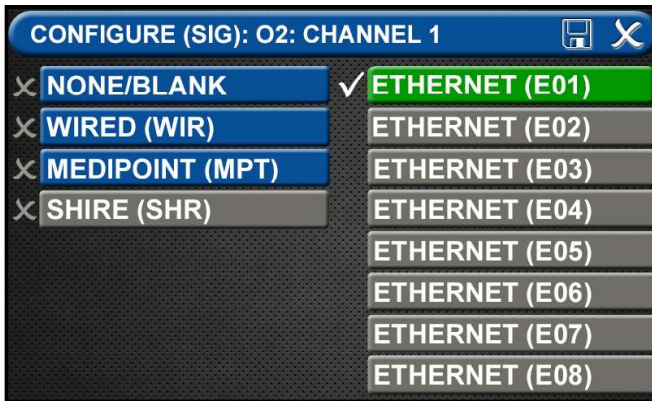 CONFIGURE (SIG): O2: CHANNEL 1
NONE/BLANK
WIRED (WIR)
MEDIPOINT (MPT)
SHIRE (SHR)
ETHERNET (E01)
ETHERNET (E02)
ETHERNET (E03)
ETHERNET (E04)
ETHERNET (E05)
ETHERNET (E06)
ETHERNET (E07)
ETHERNET (E08)